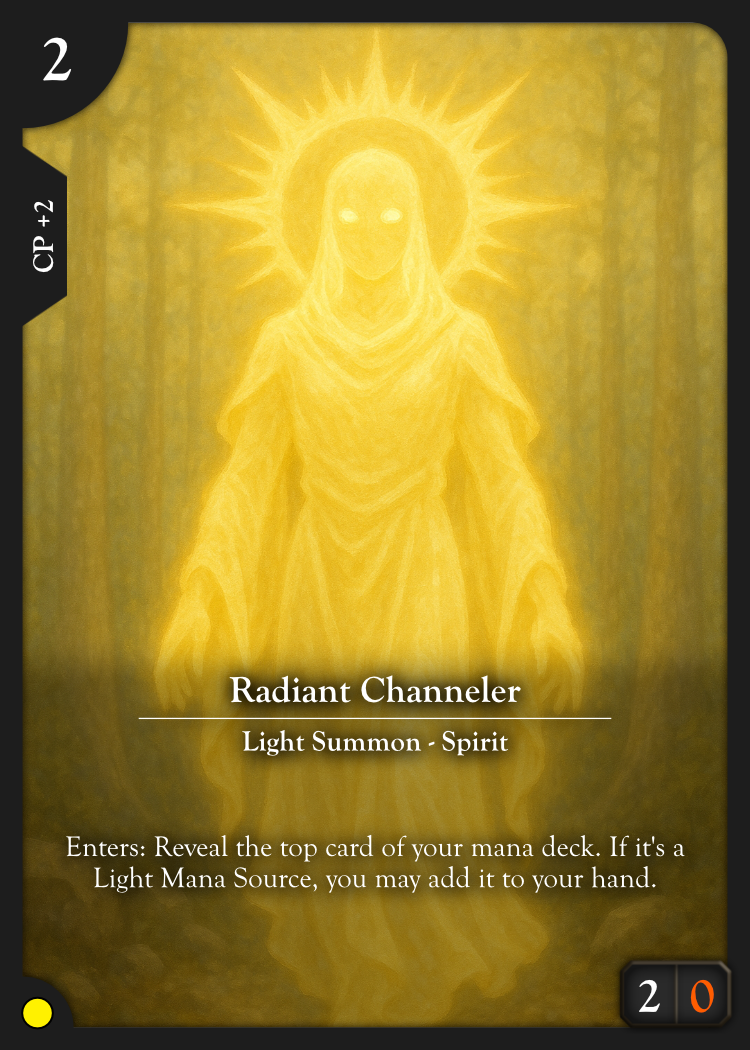 2
CP +2
Radiant Channeler
Light Summon - Spirit
Enters: Reveal the top card of your mana deck. If it's a
Light Mana Source, you may add it to your hand.
2 0